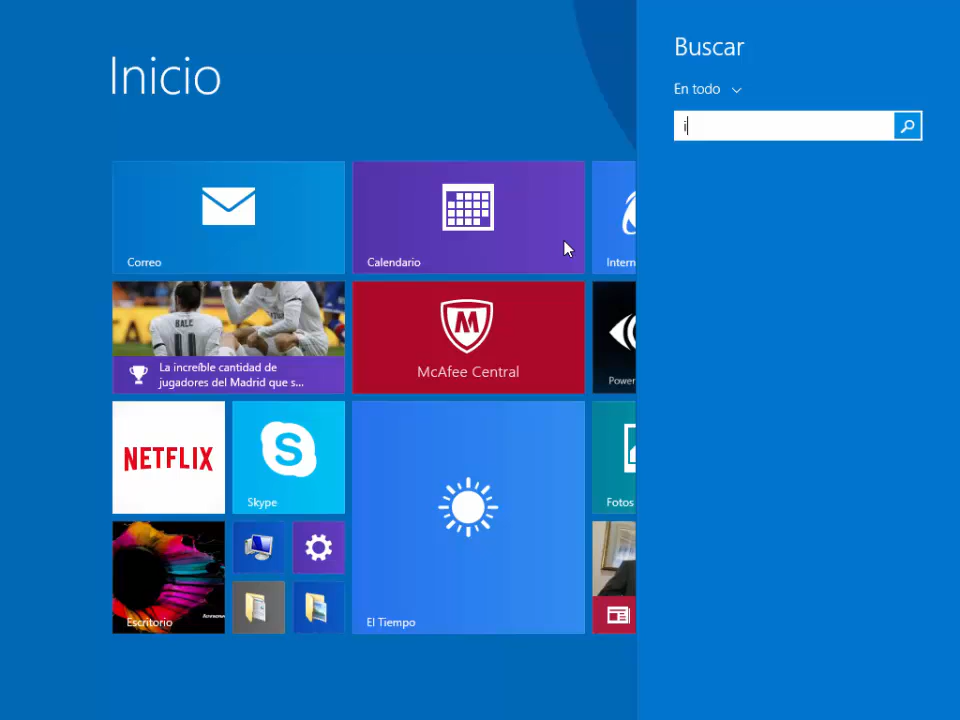 Inicio
Buscar
En todo
i
Correo
Calendario
Intern
BALE
11
La increíble cantidad de
jugadores del Madrid que s...
M
McAfee Central
Power
NETFLIX
S
Skype
Fotos
Escritorio
El Tiempo